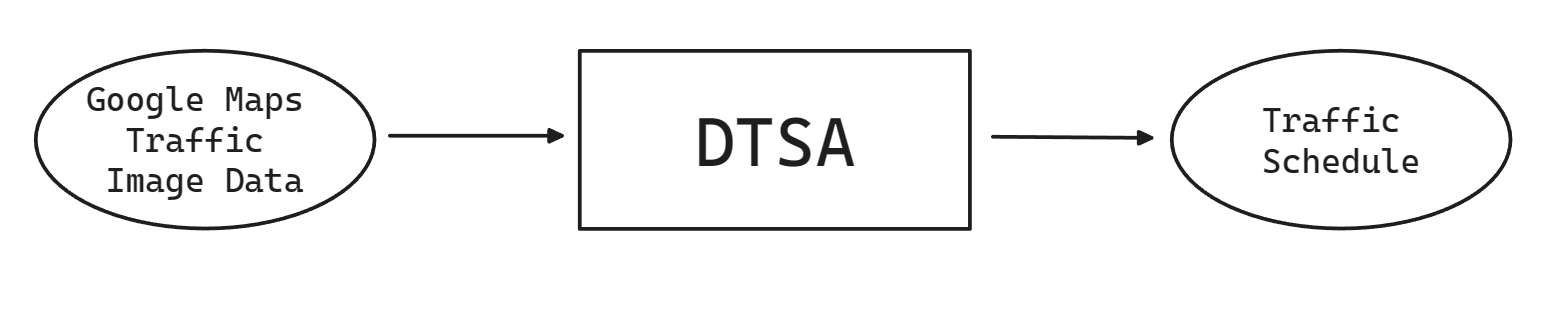 Google Maps
Traffic
Image Data
DTSA
Traffic
Schedule